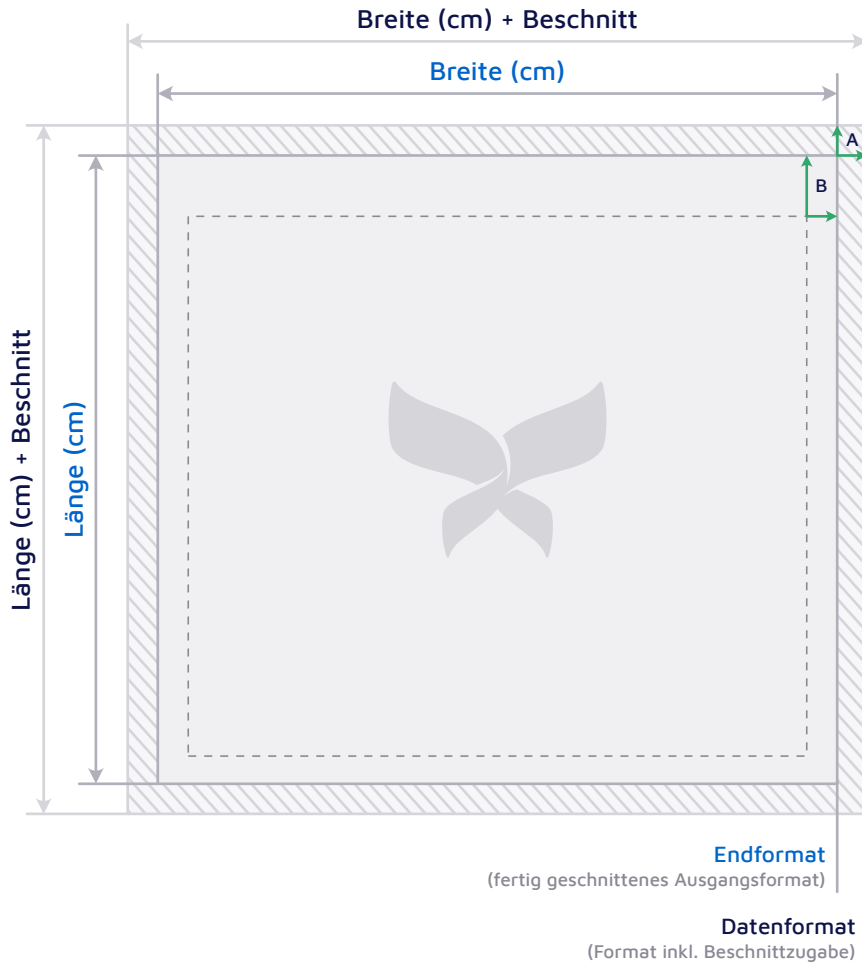 Breite (cm) + Beschnitt
Breite (cm)
A
B
Länge (cm) + Beschnitt
Länge (cm)
Endformat
(fertig geschnittenes Ausgangsformat)
Datenformat
(Format inkl. Beschnittzugabe)